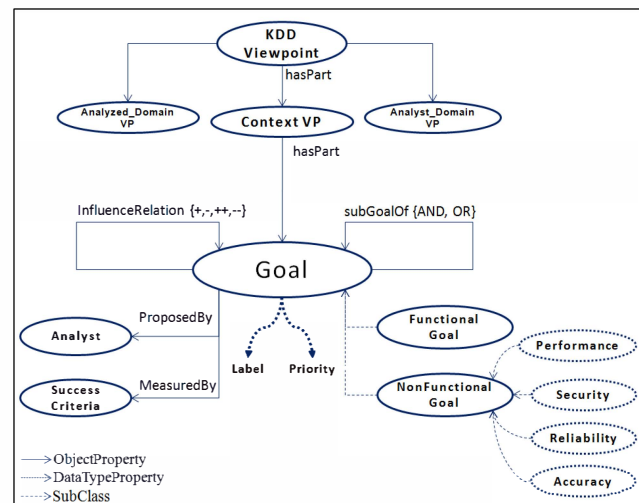 KDD
Viewpoint
hasPart
Analyzed_Domain
VP
Context VP
Analyst_Domain
VP
hasPart
InfluenceRelation {+,-,++,--}
subGoalOf {AND, OR}
Goal
ProposedBy
Analyst
Label
Priority
Functional
Goal
Performance
MeasuredBy
Success
Criteria
NonFunctional
Goal
Security
Reliability
Accuracy
ObjectProperty
DataTypeProperty
SubClass